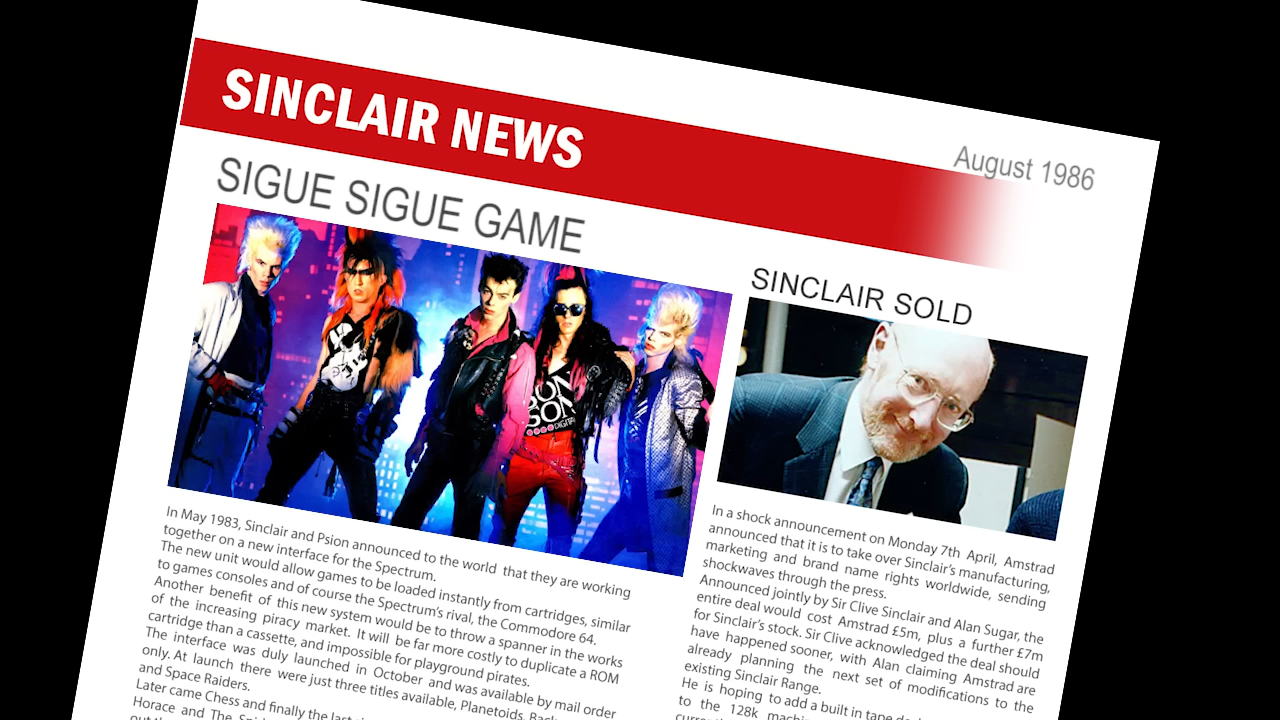 SINCLAIR NEWS
August 1986
SIGUE SIGUE GAME
SON
SON
DIGITA
In May 1983, Sinclair and Psion announced to the world that they are working
together on a new interface for the Spectrum.
The new unit would allow games to be loaded instantly from cartridges, similar
to games consoles and of course the Spectrum's rival, the Commodore 64.
Another benefit of this new system would be to throw a spanner in the works
of the increasing piracy market. It will be far more costly to duplicate a ROM
cartridge than a cassette, and impossible for playground pirates.
The interface was duly launched in October and was available by mail order
only. At launch there were just three titles available, Planetoids,
and Space Raiders.
Later came Chess and finally the last
Horace and The
SINCLAIR SOLD
In a shock announcement on Monday 7th April, Amstrad
announced that it is to take over Sinclair's manufacturing,
marketing and brand name rights worldwide, sending
shockwaves through the press.
Announced jointly by Sir Clive Sinclair and Alan Sugar, the
entire deal would cost Amstrad £5m, plus a further £7m
for Sinclair's stock. Sir Clive acknowledged the deal should
have happened sooner, with Alan claiming Amstrad are
already planning the next set of modifications to the
existing Sinclair Range.
He is hoping to add a built in tape
to the 128k